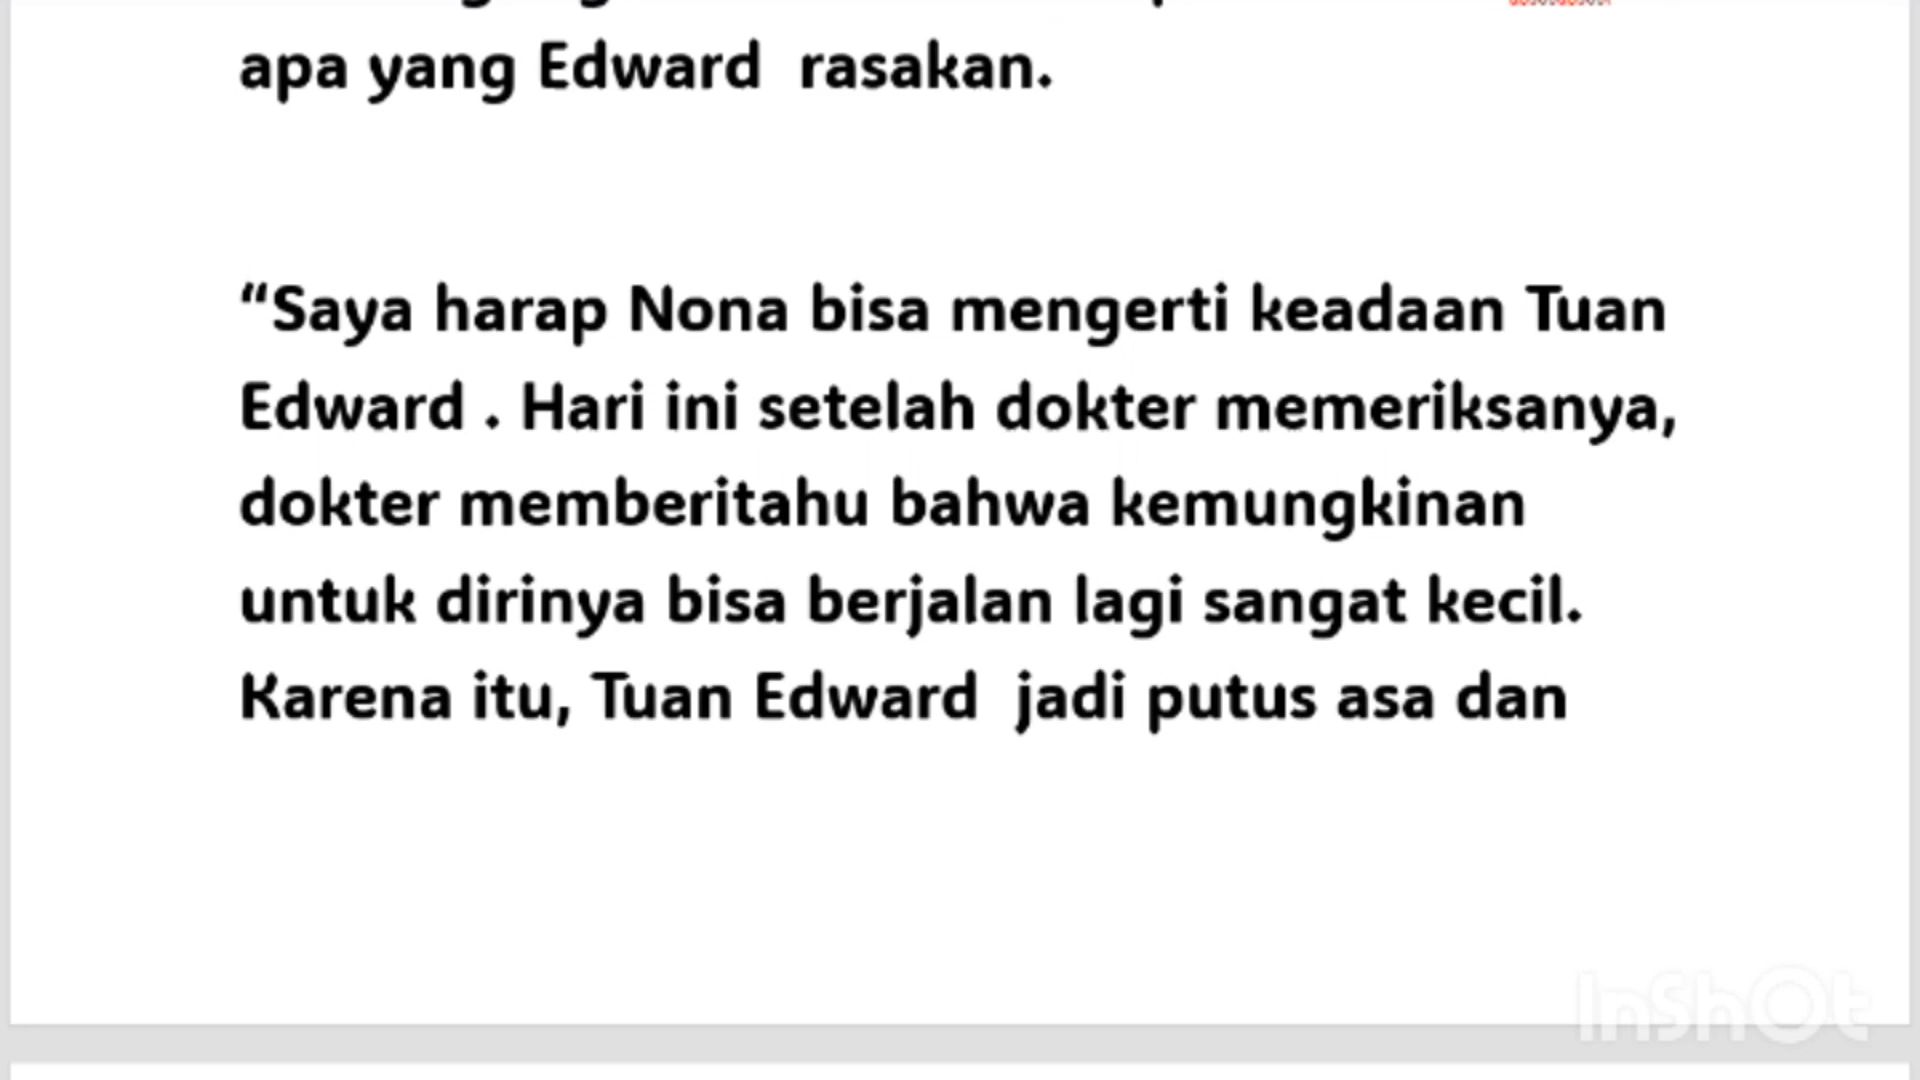 apa yang Edward  rasakan.
“Saya harap Nona bisa mengerti keadaan Tuan
Edward . Hari ini setelah dokter memeriksanya,
dokter memberitahu bahwa kemungkinan
untuk dirinya bisa berjalan lagi sangat kecil.
Karena itu, Tuan Edward  jadi putus asa dan
InShOt